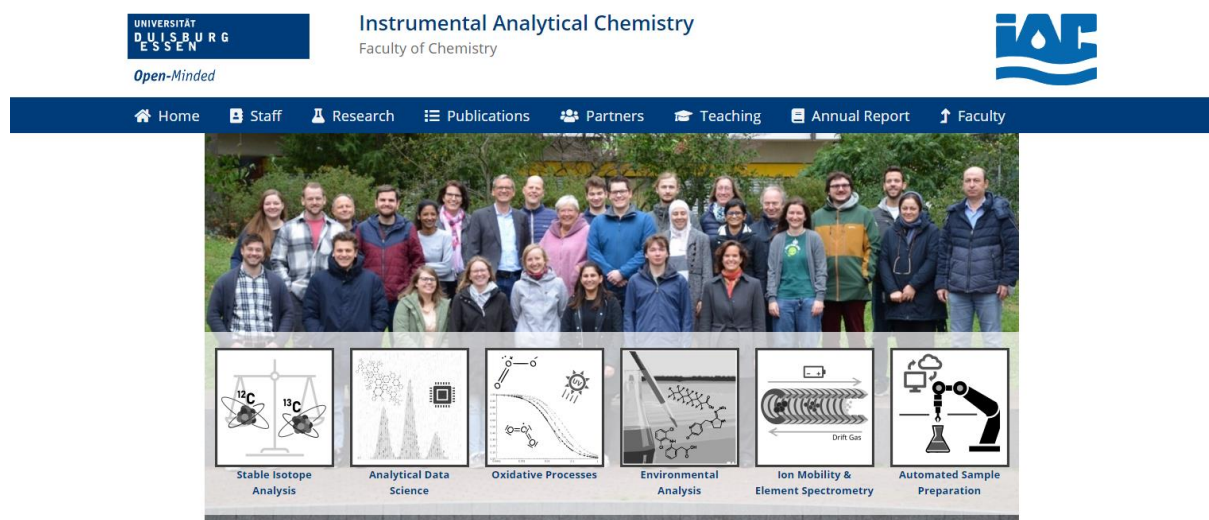 UNIVERSITÄT
DUISBURG
ESSEN
Open-Minded
Instrumental Analytical Chemistry
Faculty of Chemistry
iAC
Home Staff Research Publications Partners Teaching Annual Report Faculty
12C
13C
UV
Drift Gas
Stable Isotope
Analysis
Analytical Data
Science
Oxidative Processes
Environmental
Analysis
Ion Mobility &
Element Spectrometry
Automated Sample
Preparation